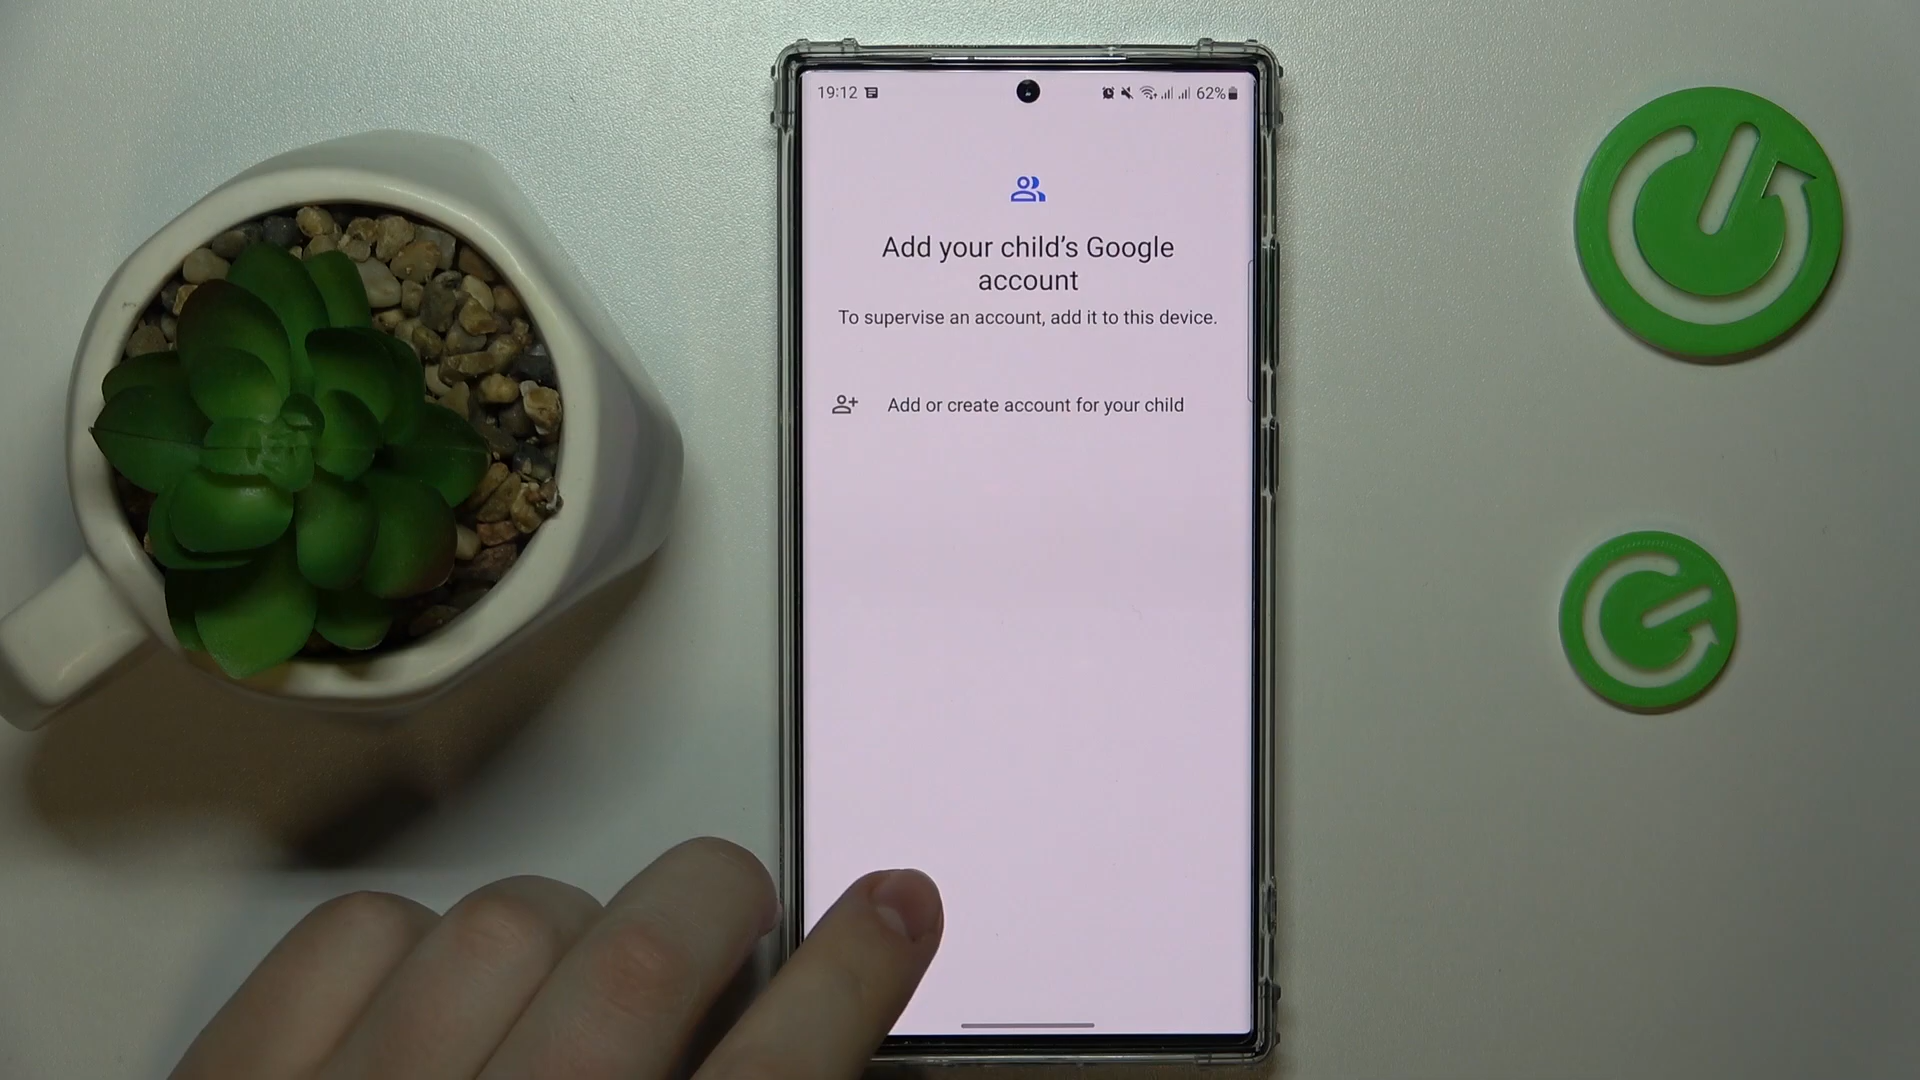 19:12
62%
Add your child's Google
account
To supervise an account, add it to this device.
Add or create account for your child